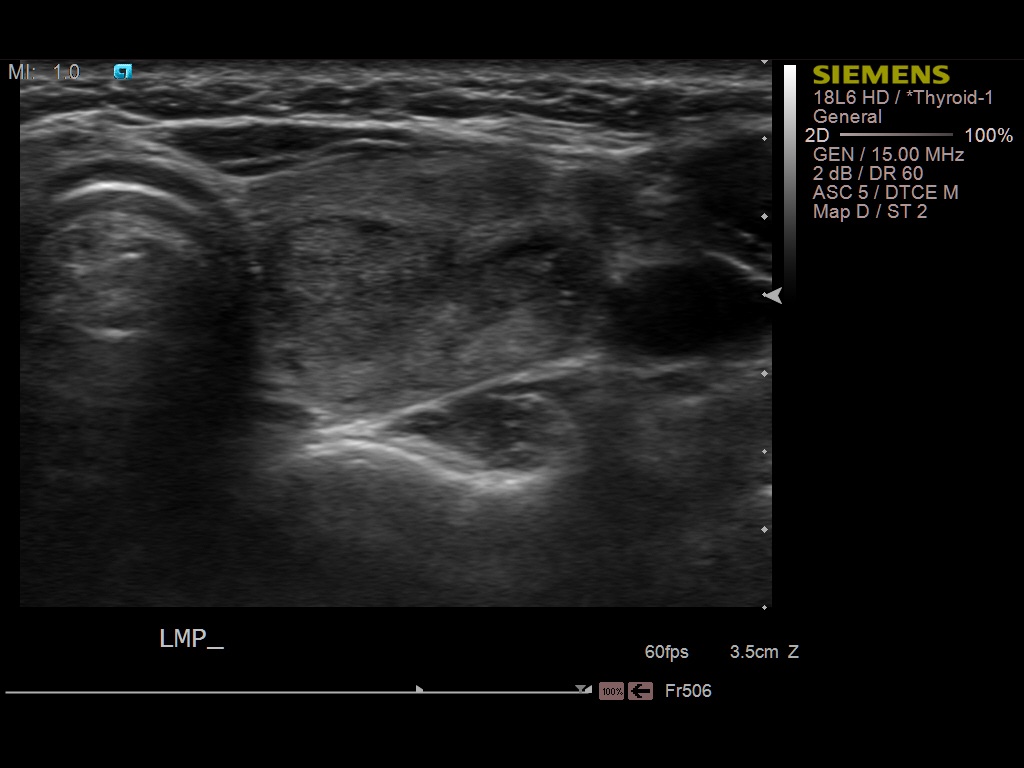 MI: 1.0
SIEMENS
18L6 HD / *Thyroid-1
General
2D 100%
GEN / 15.00 MHz
2 dB / DR 60
ASC 5 / DTCE M
Map D / ST 2
LMP_
60fps 3.5cm Z
100% Fr506